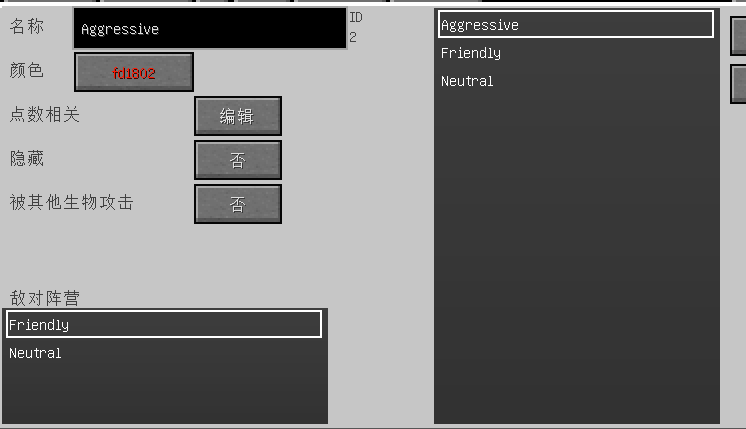 名称
Aggressive
ID
2
颜色
fd1802
点数相关
编辑
隐藏
否
被其他生物攻击
否
敌对阵营
Friendly
Neutral
Aggressive
Friendly
Neutral